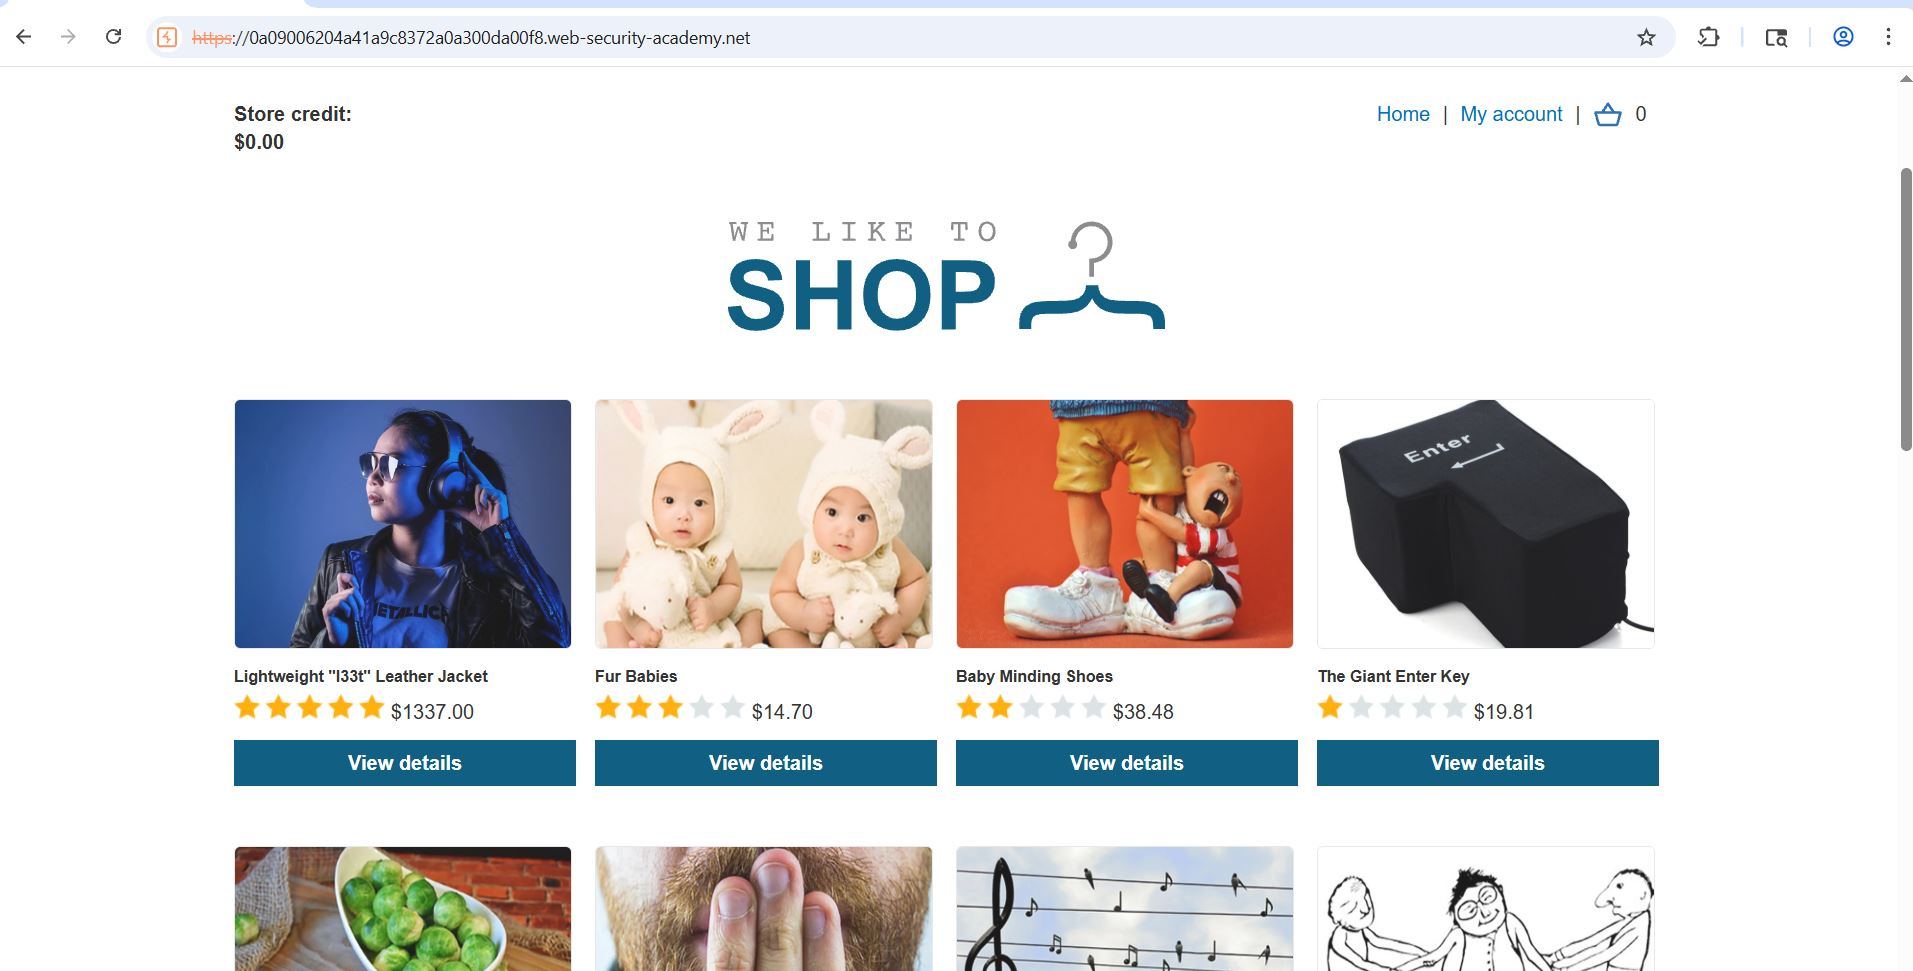 https://0a09006204a41a9c8372a0a300da00f8.web-security-academy.net
Store credit:
$0.00
Home | My account | 0
WE LIKE TO
SHOP
Enter
METALLICA
Lightweight "l33t" Leather Jacket
$1337.00
View details
Fur Babies
$14.70
View details
Baby Minding Shoes
$38.48
View details
The Giant Enter Key
$19.81
View details